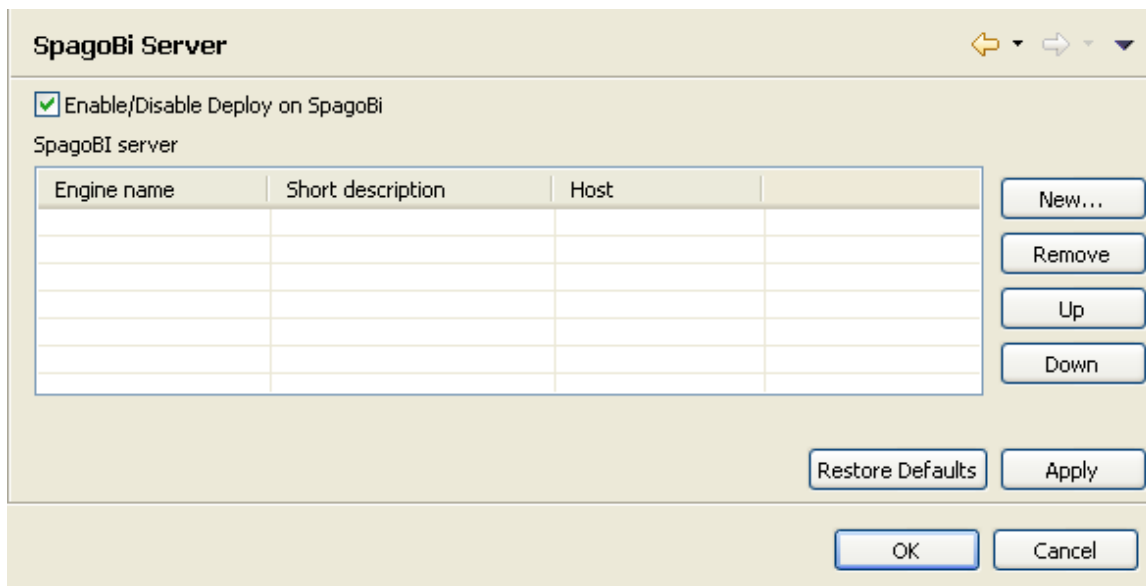 SpagoBi Server
Enable/Disable Deploy on SpagoBi
SpagoBI server
Engine name Short description Host
New...
Remove
Up
Down
Restore Defaults Apply
OK Cancel